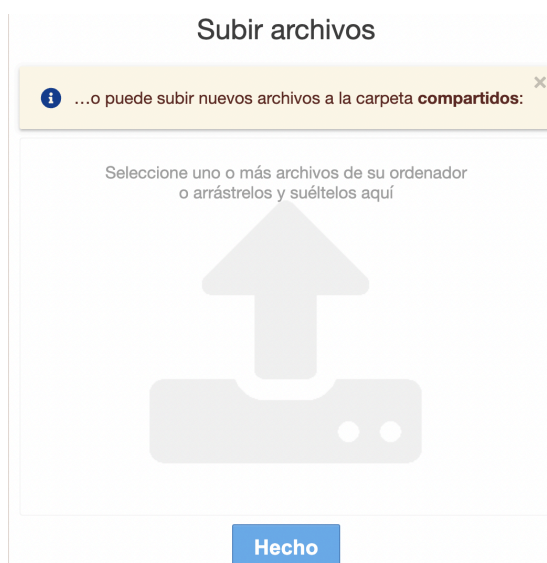 Subir archivos
...o puede subir nuevos archivos a la carpeta compartidos:
×
Seleccione uno o más archivos de su ordenador
o arrástrelos y suéltelos aquí
Hecho